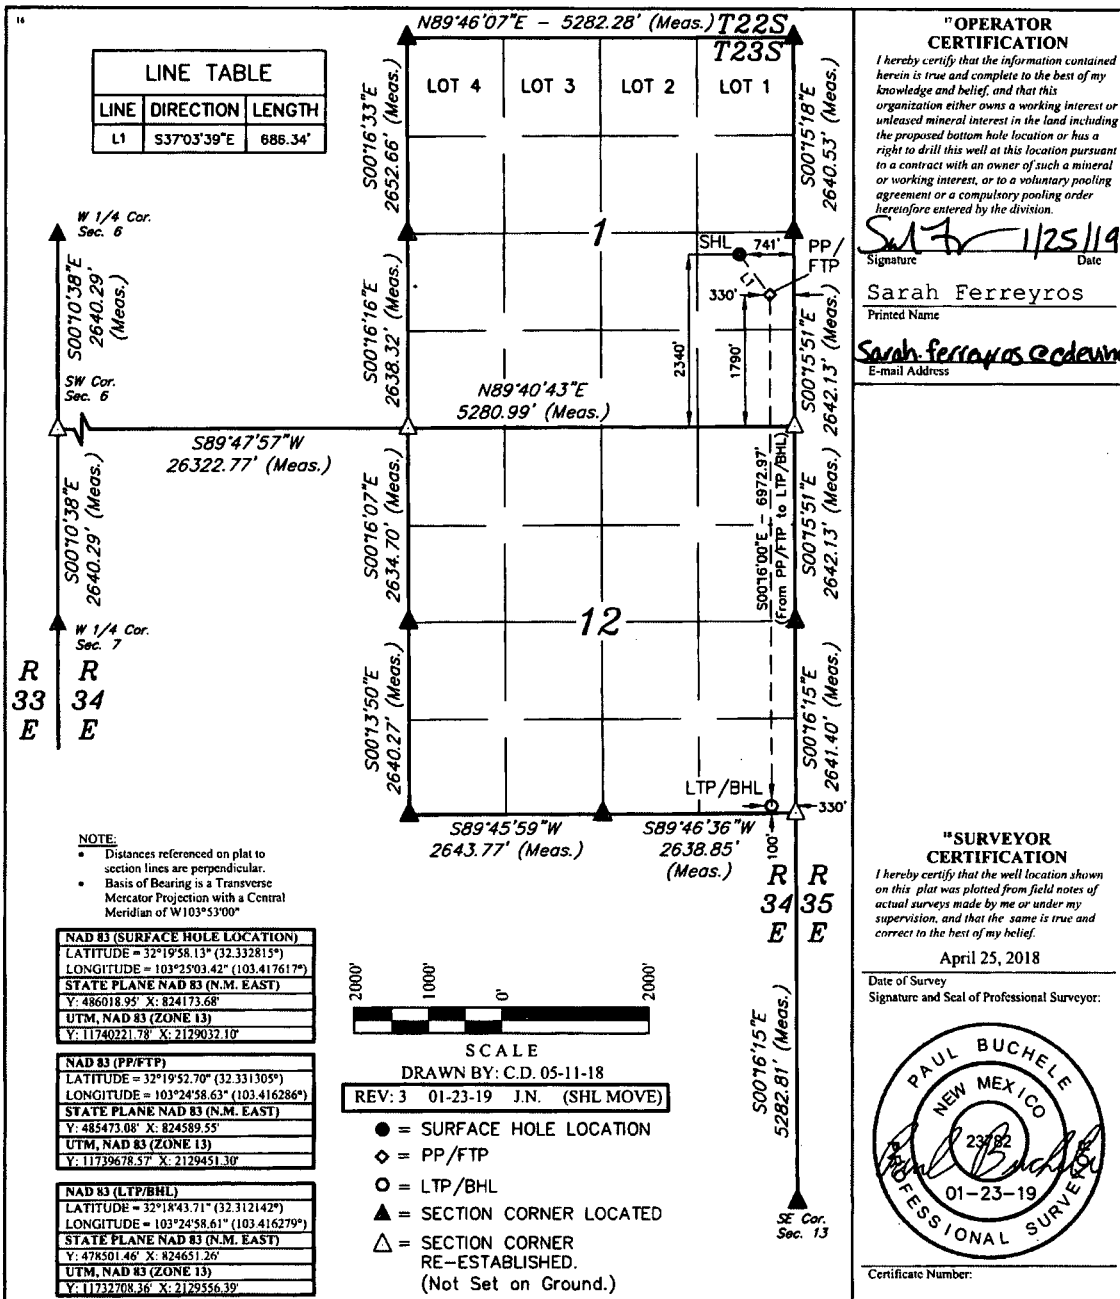 16
N89°46'07"E - 5282.28' (Meas.)
T22S
T23S
LINE TABLE
LINE DIRECTION LENGTH
L1 S37°03'39"E 686.34'
LOT 4 LOT 3 LOT 2 LOT 1
S00°16'33"E
2652.66' (Meas.)
S00°15'18"E
2640.53' (Meas.)
W 1/4 Cor.
Sec. 6
S00°10'38"E
2640.29'
(Meas.)
SW Cor.
Sec. 6
1
SHL 741' PP/
FTP
L1
330'
2340' 1790'
S00°16'16"E
2638.32' (Meas.)
S00°15'51"E
2642.13' (Meas.)
N89°40'43"E
5280.99' (Meas.)
S89°47'57"W
26322.77' (Meas.)
S00°10'38"E
2640.29' (Meas.)
W 1/4 Cor.
Sec. 7
R R
33 34
E E
S00°16'07"E
2634.70' (Meas.)
S00°16'00"E - 6972.97'
(From PP/FTP to LTP/BHL)
S00°15'51"E
2642.13' (Meas.)
12
S00°13'50"E
2640.27' (Meas.)
S00°16'15"E
2641.40' (Meas.)
LTP/BHL 330'
100'
S89°45'59"W
2643.77' (Meas.)
S89°46'36"W
2638.85'
(Meas.)
R R
34 35
E E
S00°16'15"E
5282.81' (Meas.)
SE Cor.
Sec. 13
NOTE:
• Distances referenced on plat to
section lines are perpendicular.
• Basis of Bearing is a Transverse
Mercator Projection with a Central
Meridian of W103°53'00"
NAD 83 (SURFACE HOLE LOCATION)
LATITUDE = 32°19'58.13" (32.332815°)
LONGITUDE = 103°25'03.42" (103.417617°)
STATE PLANE NAD 83 (N.M. EAST)
Y: 486018.95' X: 824173.68'
UTM, NAD 83 (ZONE 13)
Y: 11740221.78' X: 2129032.10'
NAD 83 (PP/FTP)
LATITUDE = 32°19'52.70" (32.331305°)
LONGITUDE = 103°24'58.63" (103.416286°)
STATE PLANE NAD 83 (N.M. EAST)
Y: 485473.08' X: 824589.55'
UTM, NAD 83 (ZONE 13)
Y: 11739678.57' X: 2129451.30'
NAD 83 (LTP/BHL)
LATITUDE = 32°18'43.71" (32.312142°)
LONGITUDE = 103°24'58.61" (103.416279°)
STATE PLANE NAD 83 (N.M. EAST)
Y: 478501.46' X: 824651.26'
UTM, NAD 83 (ZONE 13)
Y: 11732708.36' X: 2129556.39'
2000' 1000' 0' 2000'
SCALE
DRAWN BY: C.D. 05-11-18
REV: 3 01-23-19 J.N. (SHL MOVE)
● = SURFACE HOLE LOCATION
◇ = PP/FTP
○ = LTP/BHL
▲ = SECTION CORNER LOCATED
△ = SECTION CORNER
RE-ESTABLISHED.
(Not Set on Ground.)
17 OPERATOR
CERTIFICATION
I hereby certify that the information contained
herein is true and complete to the best of my
knowledge and belief, and that this
organization either owns a working interest or
unleased mineral interest in the land including
the proposed bottom hole location or has a
right to drill this well at this location pursuant
to a contract with an owner of such a mineral
or working interest, or to a voluntary pooling
agreement or a compulsory pooling order
heretofore entered by the division.
1/25/19
Signature Date
Sarah Ferreyros
Printed Name
Sarah.ferreyros@cdevinc
E-mail Address
18 SURVEYOR
CERTIFICATION
I hereby certify that the well location shown
on this plat was plotted from field notes of
actual surveys made by me or under my
supervision, and that the same is true and
correct to the best of my belief.
April 25, 2018
Date of Survey
Signature and Seal of Professional Surveyor:
PAUL BUCHELE
NEW MEXICO
23782
01-23-19
PROFESSIONAL SURVEYOR
Certificate Number: